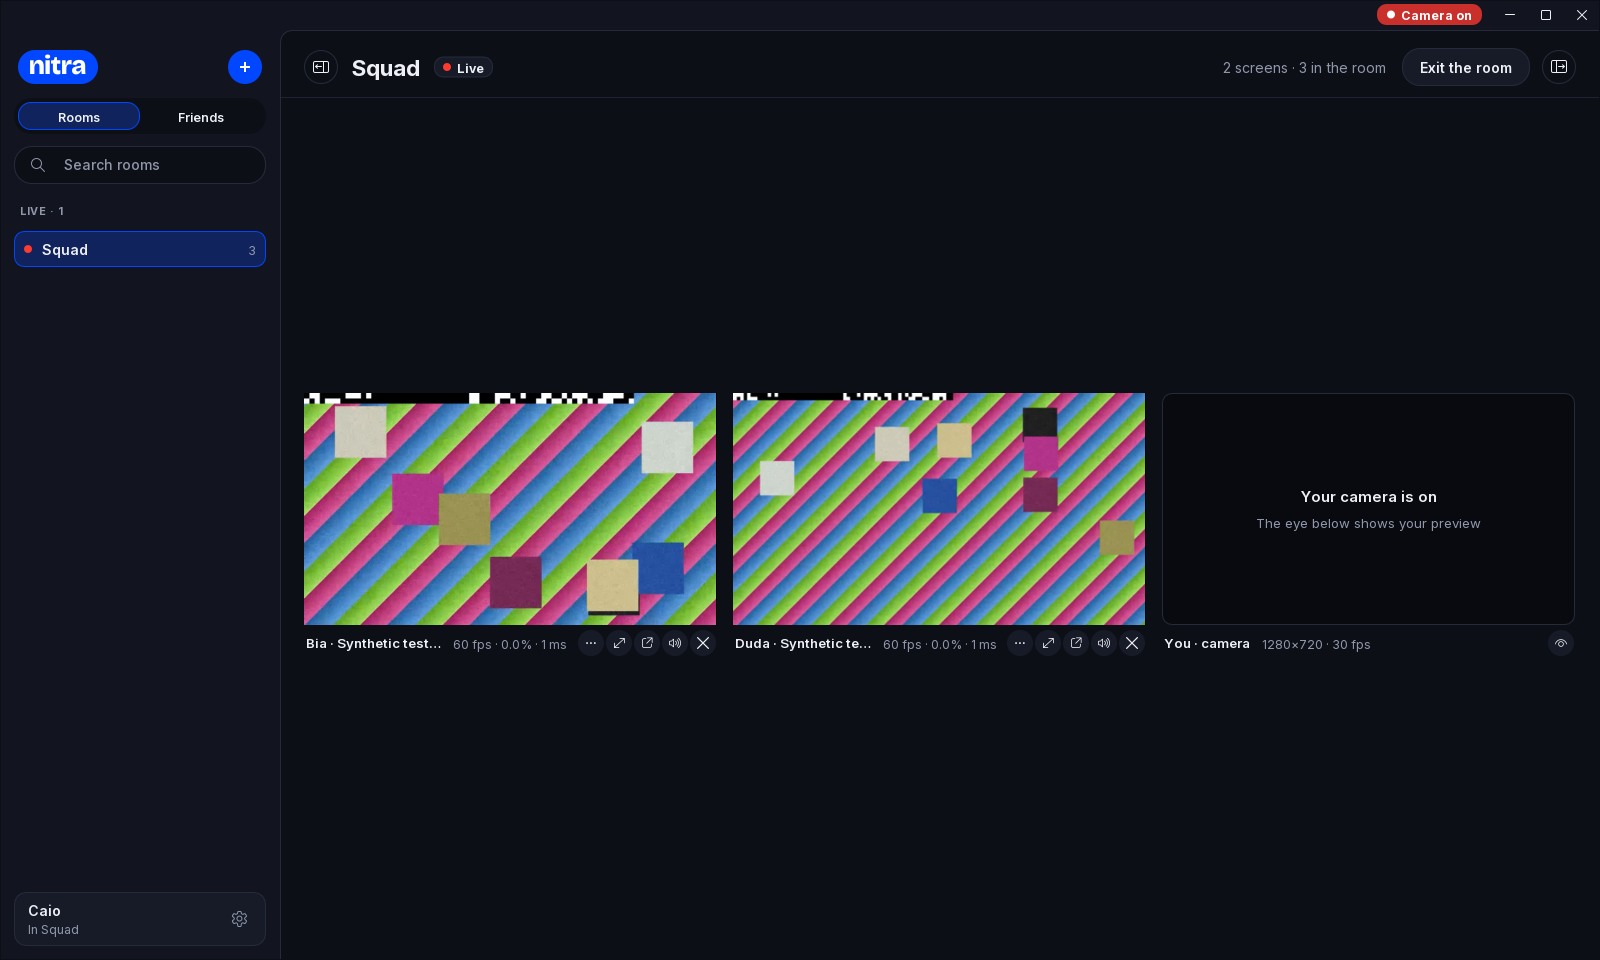 Camera on
nitra
Rooms
Friends
Search rooms
LIVE · 1
Squad
3
Caio
In Squad
Squad
Live
2 screens · 3 in the room
Exit the room
Bia · Synthetic test…
60 fps · 0.0% · 1 ms
Duda · Synthetic te…
60 fps · 0.0% · 1 ms
Your camera is on
The eye below shows your preview
You · camera
1280×720 · 30 fps